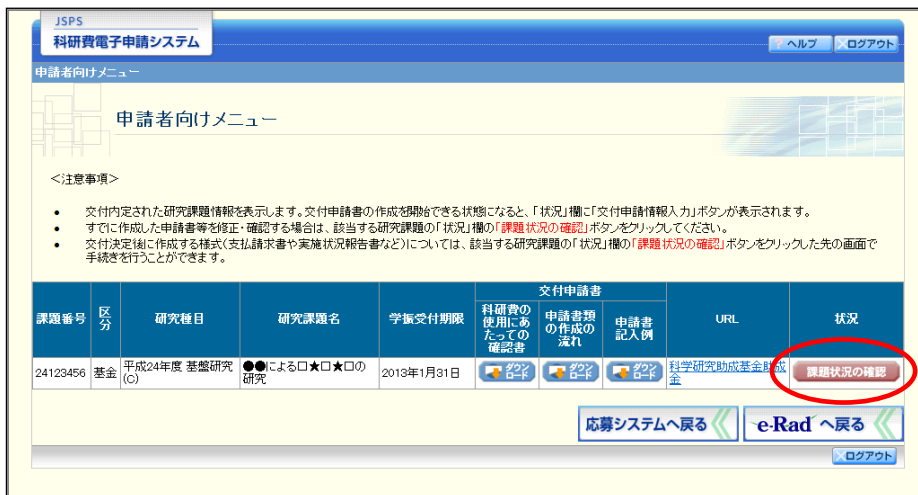 JSPS
科研費電子申請システム
? ヘルプ
ログアウト
申請者向けメニュー
申請者向けメニュー
<注意事項>
• 交付内定された研究課題情報を表示します。交付申請書の作成を開始できる状態になると、「状況」欄に「交付申請情報入力」ボタンが表示されます。
• すでに作成した申請書等を修正・確認する場合は、該当する研究課題の「状況」欄の「課題状況の確認」ボタンをクリックしてください。
• 交付決定後に作成する様式(支払請求書や実施状況報告書など)については、該当する研究課題の「状況」欄の「課題状況の確認」ボタンをクリックした先の画面で
手続きを行うことができます。
交付申請書
課題番号 区分 研究種目 研究課題名 学振受付期限 科研費の使用にあたっての確認書 申請書類の作成の流れ 申請書記入例 URL 状況
24123456 基金 平成24年度 基盤研究(C) ●●による□★□★□の研究 2013年1月31日 科学研究助成基金助成金 課題状況の確認
応募システムへ戻る
e-Rad へ戻る
ログアウト